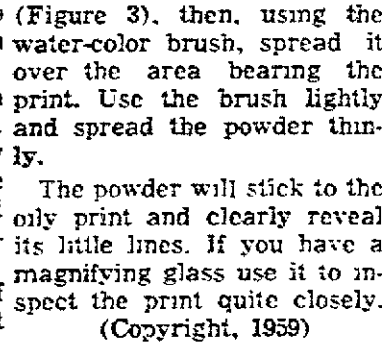 (Figure 3), then, using the
water-color brush, spread it
over the area bearing the
print. Use the brush lightly
and spread the powder thin-
ly.
The powder will stick to the
oily print and clearly reveal
its little lines. If you have a
magnifying glass use it to in-
spect the print quite closely.
(Copyright, 1959)